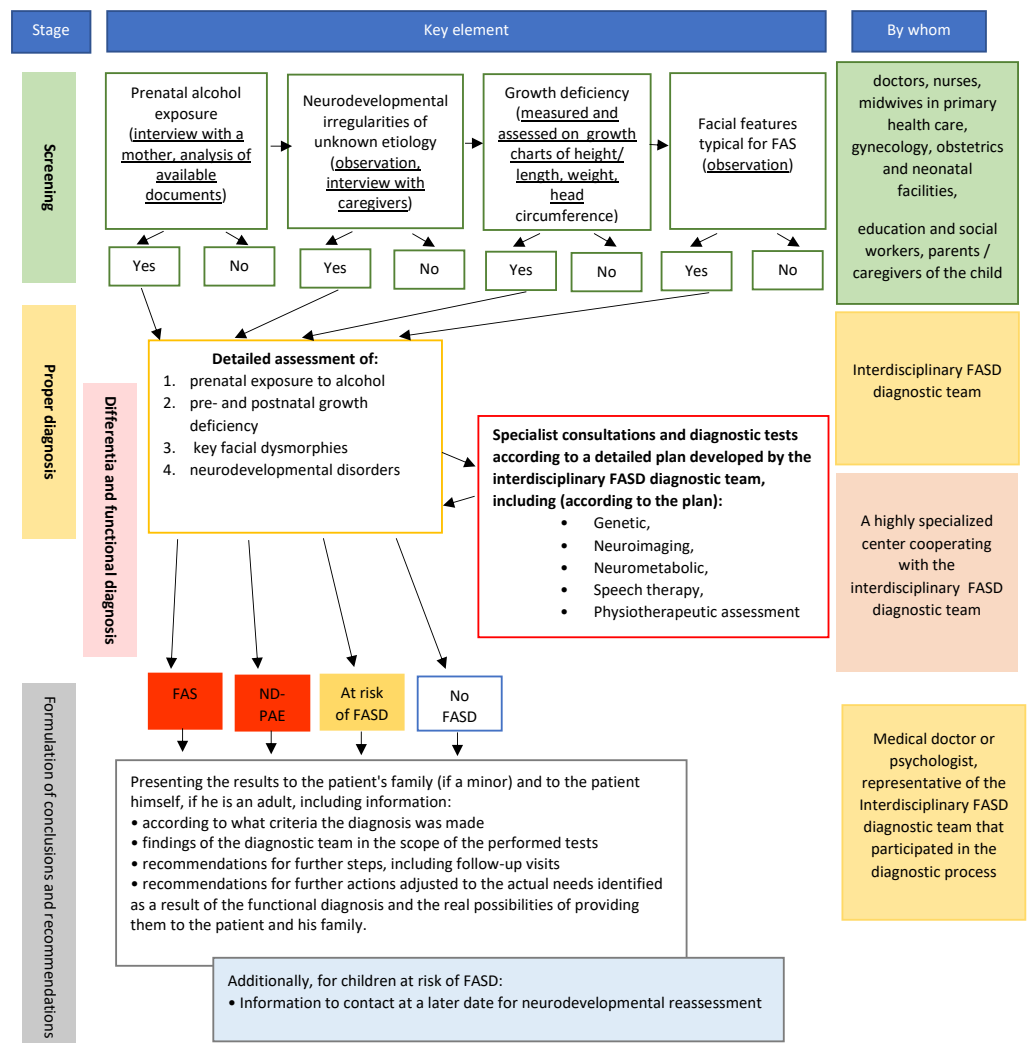 Stage
Key element
By whom
Screening
Prenatal alcohol
exposure
(interview with a
mother, analysis of
available
documents)
Neurodevelopmental
irregularities of
unknown etiology
(observation,
interview with
caregivers)
Growth deficiency
(measured and
assessed on growth
charts of height/
length, weight,
head
circumference)
Facial features
typical for FAS
(observation)
doctors, nurses,
midwives in primary
health care,
gynecology, obstetrics
and neonatal
facilities,
education and social
workers, parents /
caregivers of the child
Yes
No
Yes
No
Yes
No
Yes
No
Proper diagnosis
Differentia and functional diagnosis
Detailed assessment of:
1. prenatal exposure to alcohol
2. pre- and postnatal growth
deficiency
3. key facial dysmorphies
4. neurodevelopmental disorders
Specialist consultations and diagnostic tests
according to a detailed plan developed by the
interdisciplinary FASD diagnostic team,
including (according to the plan):
• Genetic,
• Neuroimaging,
• Neurometabolic,
• Speech therapy,
• Physiotherapeutic assessment
Interdisciplinary FASD
diagnostic team
A highly specialized
center cooperating
with the
interdisciplinary FASD
diagnostic team
FAS
ND-
PAE
At risk
of FASD
No
FASD
Formulation of conclusions and recommendations
Presenting the results to the patient's family (if a minor) and to the patient
himself, if he is an adult, including information:
• according to what criteria the diagnosis was made
• findings of the diagnostic team in the scope of the performed tests
• recommendations for further steps, including follow-up visits
• recommendations for further actions adjusted to the actual needs identified
as a result of the functional diagnosis and the real possibilities of providing
them to the patient and his family.
Medical doctor or
psychologist,
representative of the
Interdisciplinary FASD
diagnostic team that
participated in the
diagnostic process
Additionally, for children at risk of FASD:
• Information to contact at a later date for neurodevelopmental reassessment